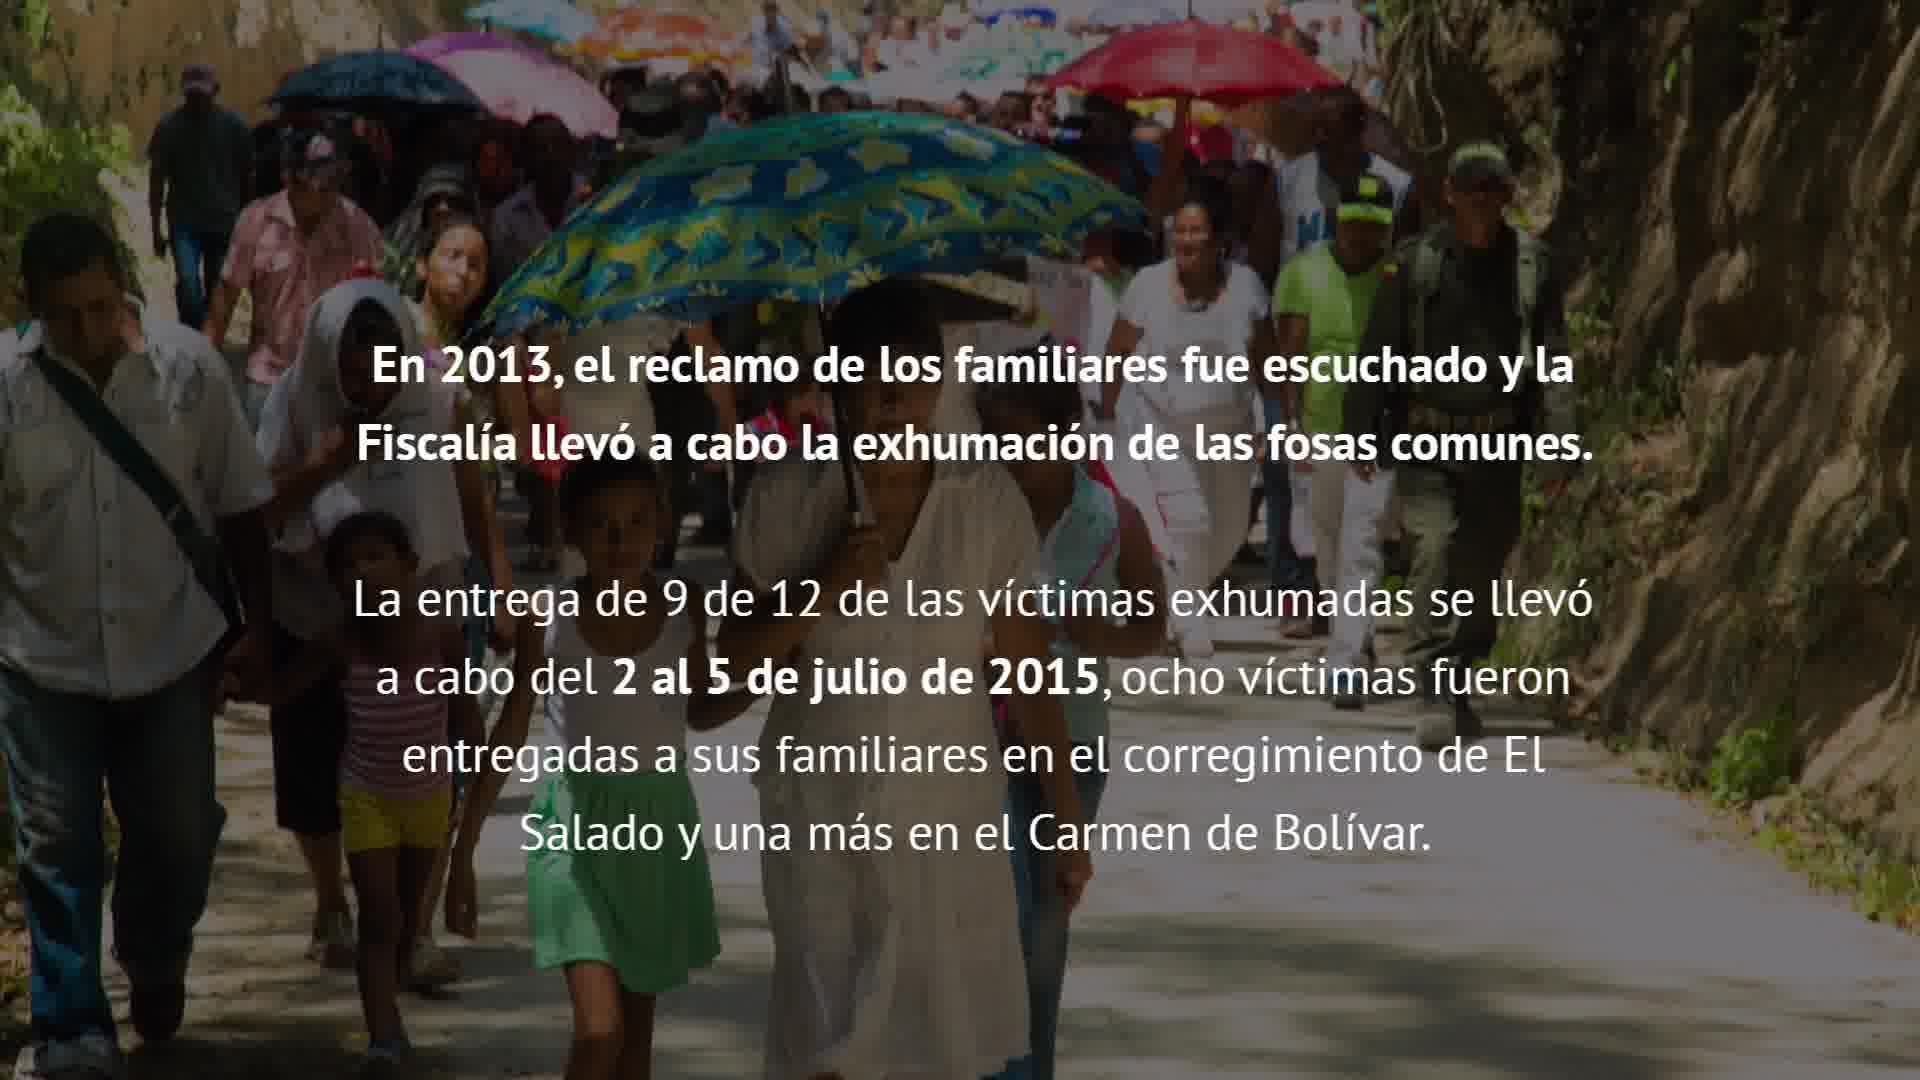 En 2013, el reclamo de los familiares fue escuchado y la
Fiscalía llevó a cabo la exhumación de las fosas comunes.
La entrega de 9 de 12 de las víctimas exhumadas se llevó
a cabo del 2 al 5 de julio de 2015, ocho víctimas fueron
entregadas a sus familiares en el corregimiento de El
Salado y una más en el Carmen de Bolívar.